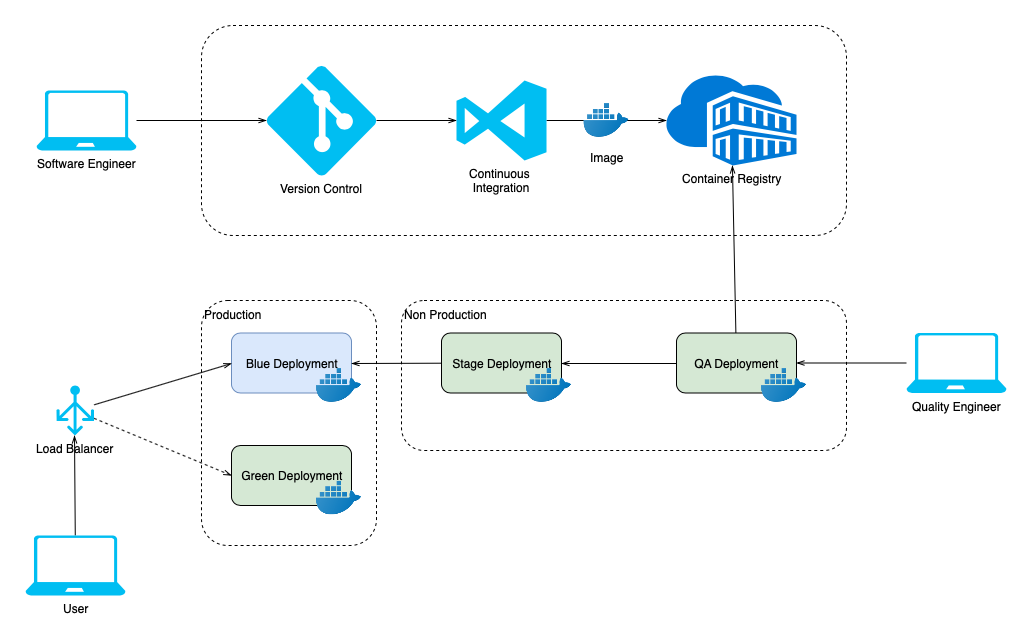 Software Engineer
Version Control
Continuous
Integration
Image
Container Registry
Production
Non Production
Blue Deployment
Stage Deployment
QA Deployment
Quality Engineer
Load Balancer
Green Deployment
User